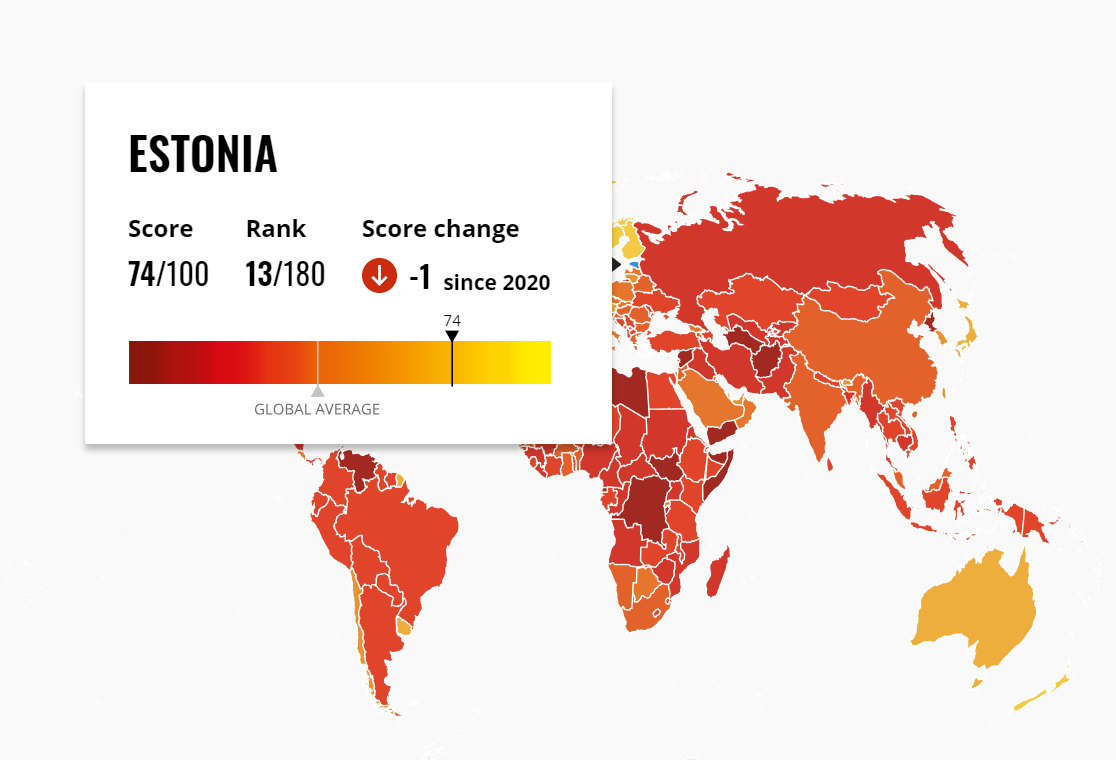 ESTONIA
Score Rank Score change
74/100 13/180 -1 since 2020
74
GLOBAL AVERAGE